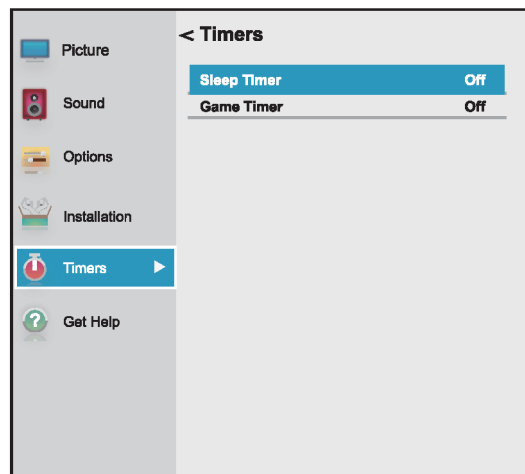 Picture
Sound
Options
Installation
Timers
Get Help
< Timers
Sleep Timer Off
Game Timer Off